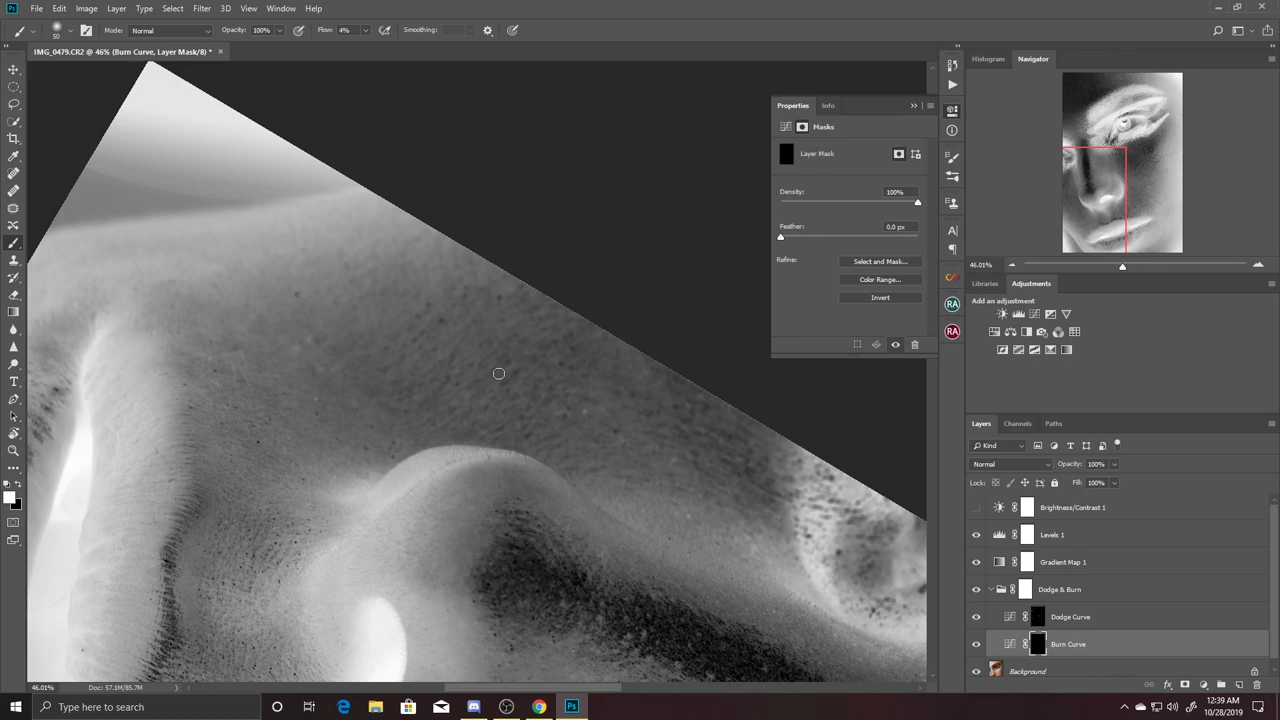 Ps File Edit Image Layer Type Select Filter 3D View Window Help
50 Mode: Normal Opacity: 100% Flow: 4% Smoothing:
IMG_0479.CR2 @ 46% (Burn Curve, Layer Mask/8) * ×
Histogram Navigator
Properties Info
Masks
Layer Mask
Density: 100%
Feather: 0.0 px
Refine: Select and Mask...
Color Range...
Invert
46.01%
Libraries Adjustments
Add an adjustment
RA
RA
Layers Channels Paths
Kind
Normal Opacity: 100%
Lock: Fill: 100%
Brightness/Contrast 1
Levels 1
Gradient Map 1
Dodge & Burn
Dodge Curve
Burn Curve
Background
46.01% Doc: 57.1M/85.7M
Type here to search
Ps
12:39 AM
10/28/2019